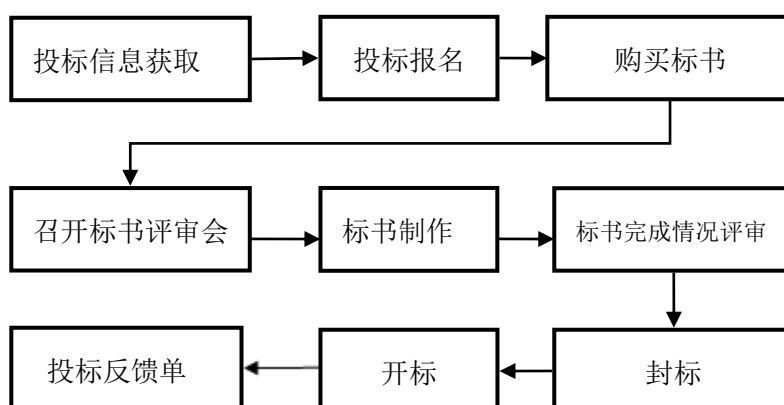 投标信息获取
投标报名
购买标书
召开标书评审会
标书制作
标书完成情况评审
封标
开标
投标反馈单